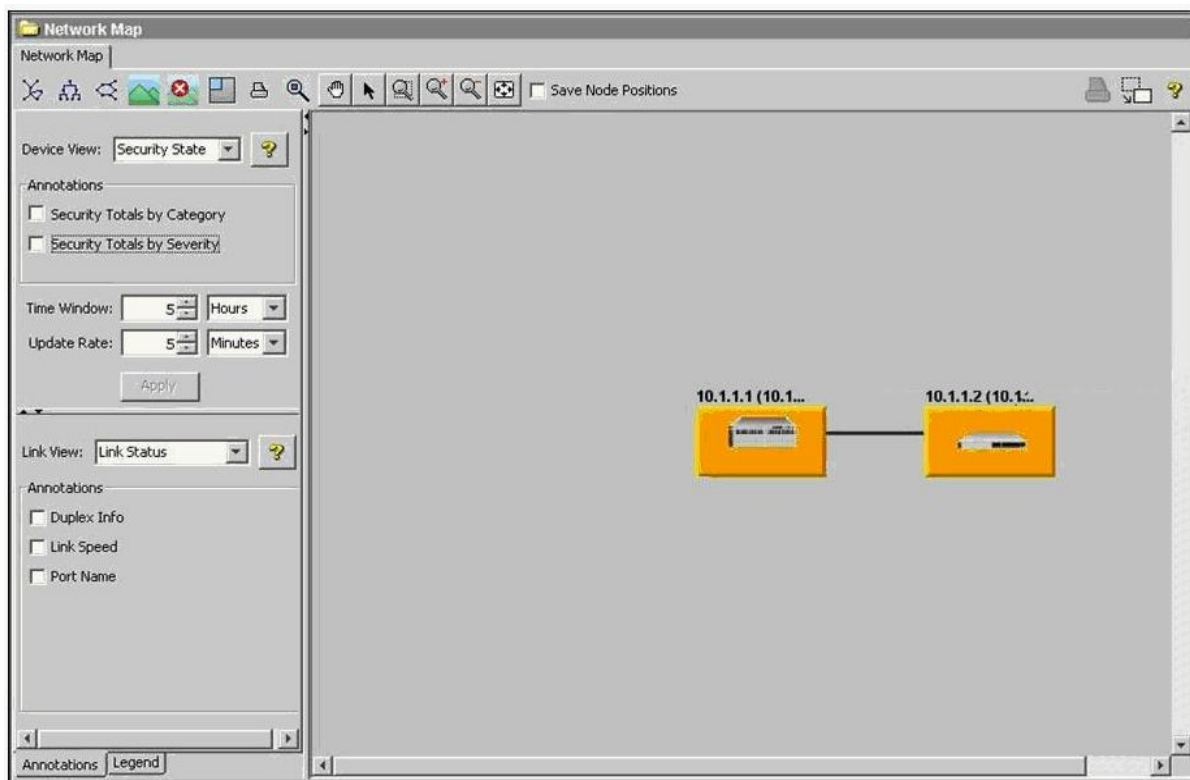 Network Map
Network Map
Save Node Positions
Device View: Security State
Annotations
Security Totals by Category
Security Totals by Severity
Time Window: 5 Hours
Update Rate: 5 Minutes
Apply
10.1.1.1 (10.1...
10.1.1.2 (10.1...
Link View: Link Status
Annotations
Duplex Info
Link Speed
Port Name
Annotations Legend